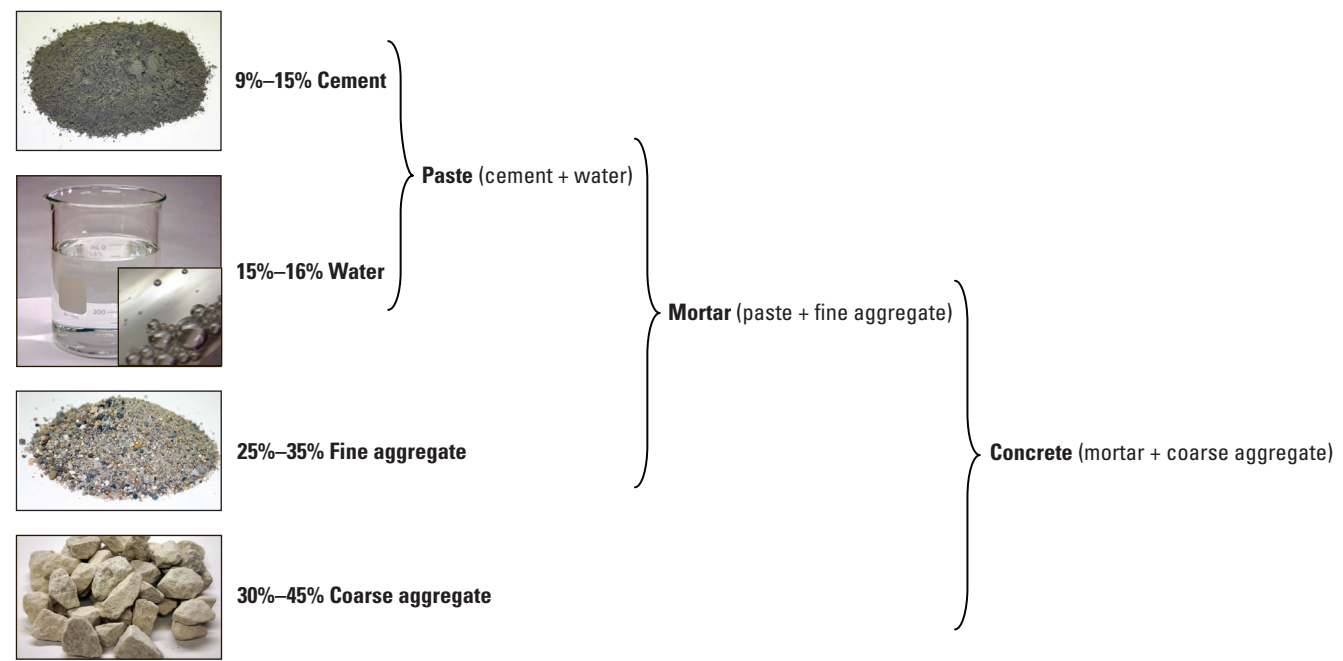 9%–15% Cement
Paste (cement + water)
15%–16% Water
300
Mortar (paste + fine aggregate)
25%–35% Fine aggregate
Concrete (mortar + coarse aggregate)
30%–45% Coarse aggregate